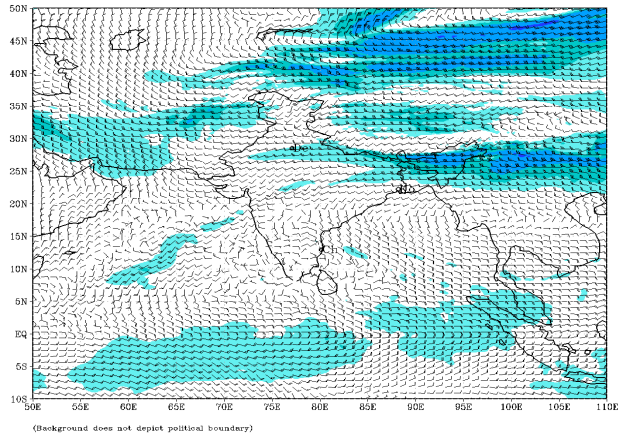 50N
45N
40N
35N
30N
25N
20N
15N
10N
5N
EQ
5S
10S
50E 55E 60E 65E 70E 75E 80E 85E 90E 95E 100E 105E 110E
(Background does not depict political boundary)